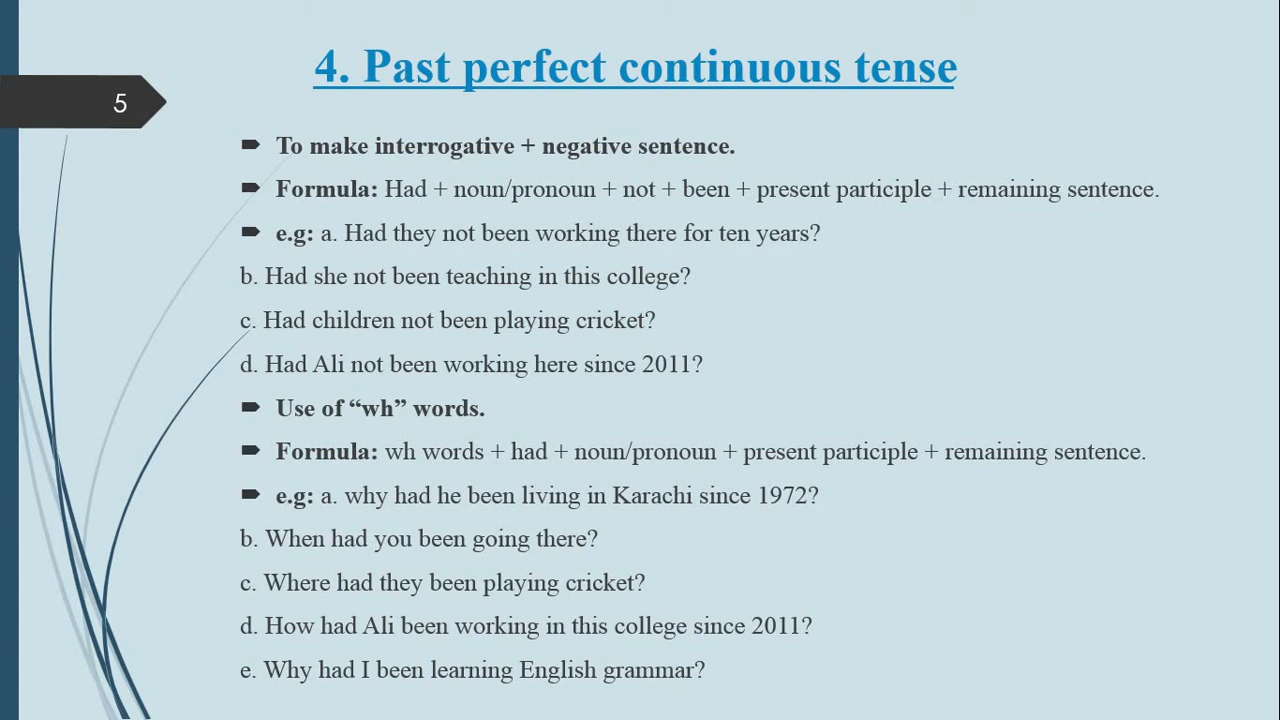 4. Past perfect continuous tense
5
To make interrogative + negative sentence.
Formula: Had + noun/pronoun + not + been + present participle + remaining sentence.
e.g: a. Had they not been working there for ten years?
b. Had she not been teaching in this college?
c. Had children not been playing cricket?
d. Had Ali not been working here since 2011?
Use of “wh” words.
Formula: wh words + had + noun/pronoun + present participle + remaining sentence.
e.g: a. why had he been living in Karachi since 1972?
b. When had you been going there?
c. Where had they been playing cricket?
d. How had Ali been working in this college since 2011?
e. Why had I been learning English grammar?